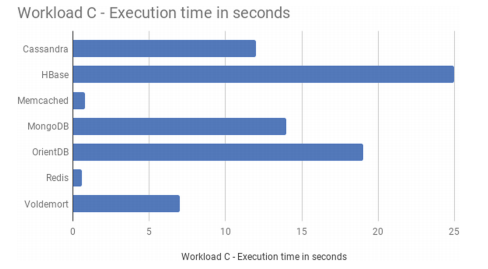 Workload C - Execution time in seconds
Cassandra
HBase
Memcached
MongoDB
OrientDB
Redis
Voldemort
0 5 10 15 20 25
Workload C - Execution time in seconds